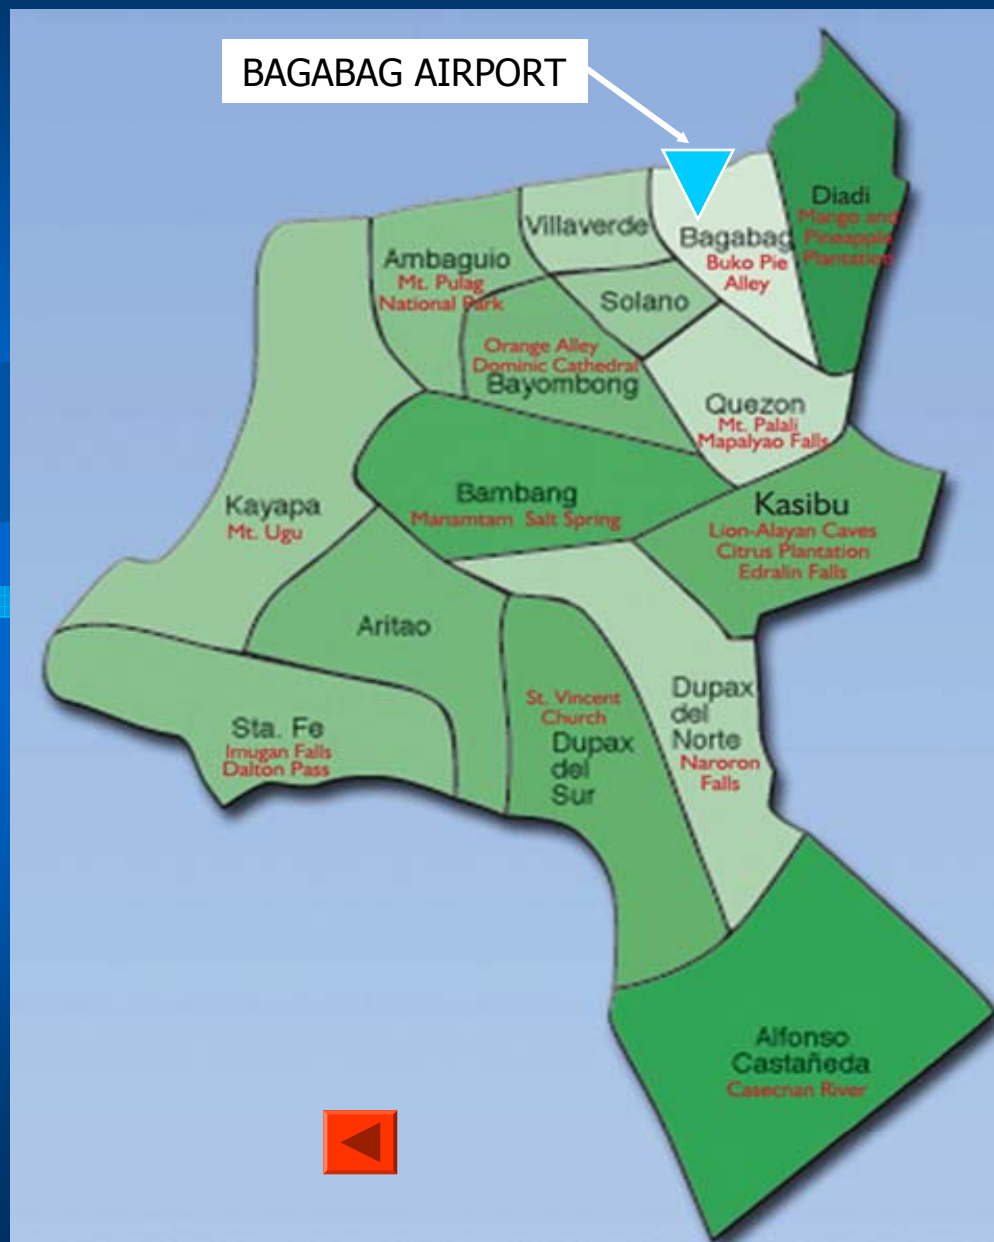 BAGABAG AIRPORT
Diadi
Mango and
Pineapple
Plantation
Villaverde
Bagabag
Buko Pie
Alley
Ambaguio
Mt. Pulag
National Park
Solano
Orange Alley
Dominic Cathedral
Bayombong
Quezon
Mt. Palali
Mapalyao Falls
Kayapa
Mt. Ugu
Bambang
Manamtam Salt Spring
Kasibu
Lion-Alayan Caves
Citrus Plantation
Edralin Falls
Aritao
Sta. Fe
Imugan Falls
Dalton Pass
St. Vincent
Church
Dupax
del
Sur
Dupax
del
Norte
Naroron
Falls
Alfonso
Castañeda
Casecnan River